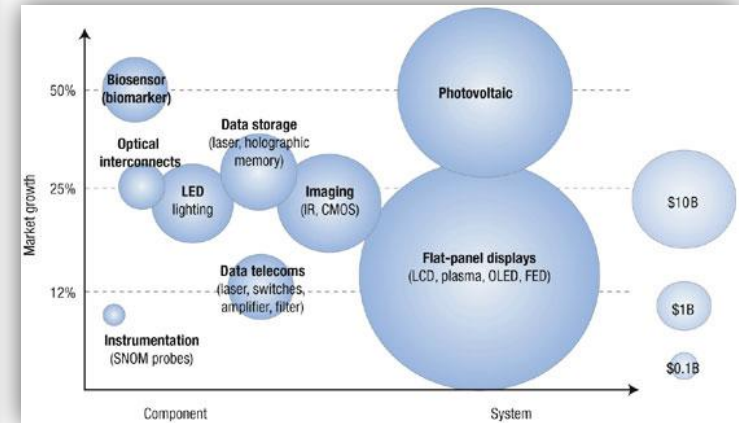 50%
Biosensor
(biomarker)
Photovoltaic
Data storage
(laser, holographic
memory)
Optical
interconnects
25%
LED
lighting
Imaging
(IR, CMOS)
$10B
Market growth
Flat-panel displays
(LCD, plasma, OLED, FED)
Data telecoms
(laser, switches,
amplifier, filter)
12%
$1B
Instrumentation
(SNOM probes)
$0.1B
Component
System